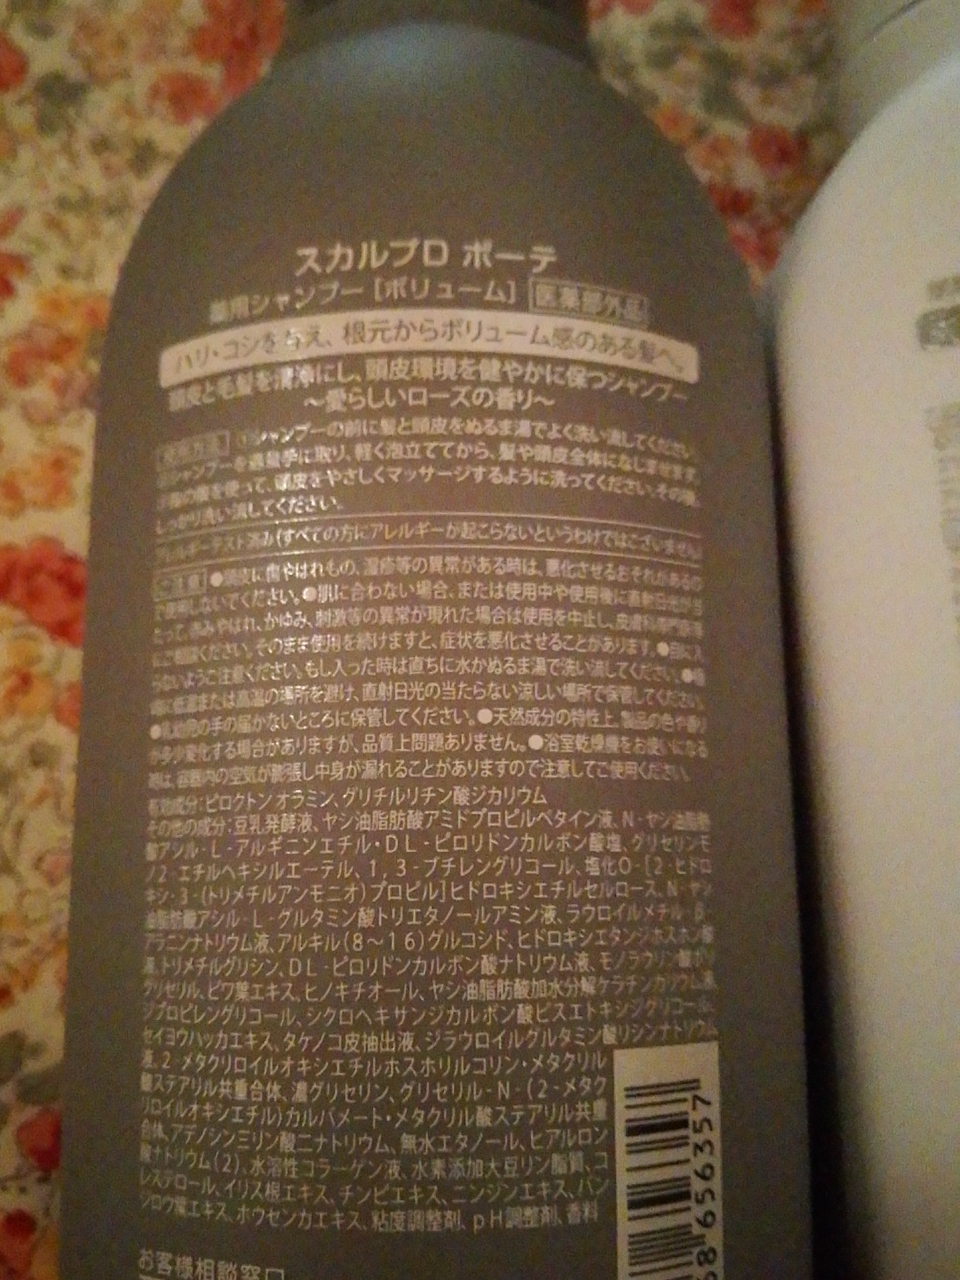 スカルプロ ボーテ
薬用シャンプー [ボリューム] 医薬部外品
ハリ・コシを与え、根元からボリューム感のある髪へ。
頭皮と毛髪を清浄にし、頭皮環境を健やかに保つシャンプー
～愛らしいローズの香り～
使用方法 ●シャンプーの前に髪と頭皮をぬるま湯でよく洗い流してください。
●シャンプーを適量手に取り、軽く泡立ててから、髪や頭皮全体になじませます。
●指の腹を使って、頭皮をやさしくマッサージするように洗ってください。その後、
しっかり洗い流してください。
アレルギーテスト済み(すべての方にアレルギーが起こらないというわけではございません)
ご注意 ●頭皮に傷やはれもの、湿疹等の異常がある時は、悪化させるおそれがあるの
で使用しないでください。●肌に合わない場合、または使用中や使用後に直射日光が当
たって、赤みやはれ、かゆみ、刺激等の異常が現れた場合は使用を中止し、皮膚科専門医等
にご相談ください。そのまま使用を続けますと、症状を悪化させることがあります。●目に入
らないようご注意ください。もし入った時は直ちに水かぬるま湯で洗い流してください。●極
端に低温または高温の場所を避け、直射日光の当たらない涼しい場所で保管してください。
●乳幼児の手の届かないところに保管してください。●天然成分の特性上、製品の色や香り
が多少変化する場合がありますが、品質上問題ありません。●浴室乾燥機をお使いになる
時は、容器内の空気が膨張し中身が漏れることがありますので注意してご使用ください。
有効成分:ピロクトン オラミン、グリチルリチン酸ジカリウム
その他の成分:豆乳発酵液、ヤシ油脂肪酸アミドプロピルベタイン液、N-ヤシ油脂肪
酸アシル-L-アルギニンエチル・DL-ピロリドンカルボン酸塩、グリセリンモ
ノ2-エチルヘキシルエーテル、1,3-ブチレングリコール、塩化O-[2-ヒドロ
キシ-3-(トリメチルアンモニオ)プロピル]ヒドロキシエチルセルロース、N-ヤシ
油脂肪酸アシル-L-グルタミン酸トリエタノールアミン液、ラウロイルメチル-β-
アラニンナトリウム液、アルキル(8～16)グルコシド、ヒドロキシエタンジホスホン酸
液、トリメチルグリシン、DL-ピロリドンカルボン酸ナトリウム液、モノラウリン酸ポリ
グリセリル、ビワ葉エキス、ヒノキチオール、ヤシ油脂肪酸加水分解ケラチンカリウム液、
ジプロピレングリコール、シクロヘキサンジカルボン酸ビスエトキシジグリコール、
セイヨウハッカエキス、タケノコ皮抽出液、ジラウロイルグルタミン酸リシンナトリウム
液、2-メタクリロイルオキシエチルホスホリルコリン・メタクリル
酸ステアリル共重合体、濃グリセリン、グリセリル-N-(2-メタク
リロイルオキシエチル)カルバメート・メタクリル酸ステアリル共重
合体、アデノシン三リン酸二ナトリウム、無水エタノール、ヒアルロン
酸ナトリウム(2)、水溶性コラーゲン液、水素添加大豆リン脂質、コ
レステロール、イリス根エキス、チンピエキス、ニンジンエキス、バン
ジロウ葉エキス、ホウセンカエキス、粘度調整剤、pH調整剤、香料
お客様相談窓口
68 656357